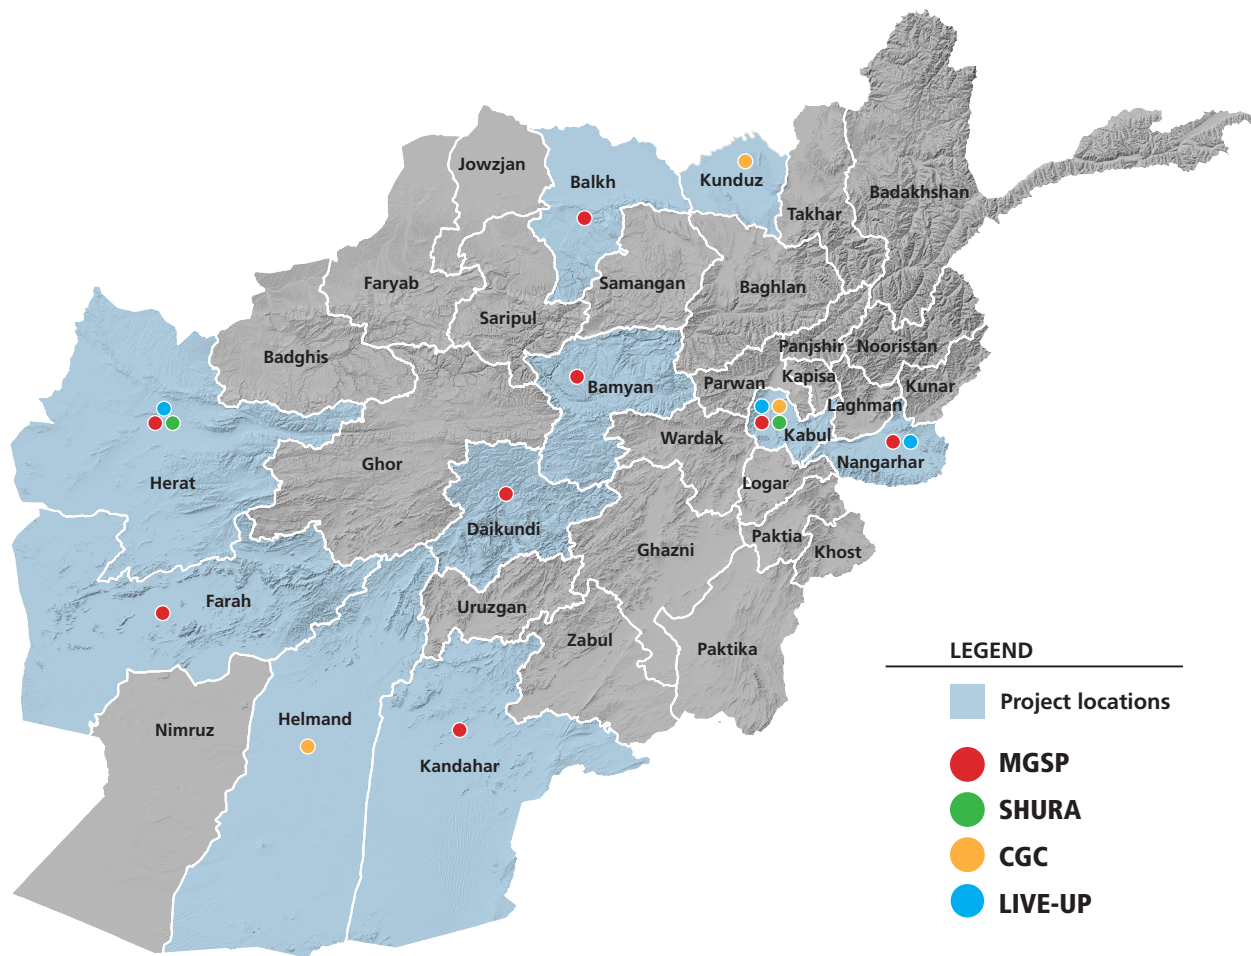 Jowzjan
Balkh
Kunduz
Badakhshan
Takhar
Faryab
Samangan
Baghlan
Saripul
Badghis
Panjshir
Nooristan
Bamyan
Parwan
Kapisa
Kunar
Laghman
Wardak
Kabul
Ghor
Nangarhar
Herat
Logar
Daikundi
Paktia
Ghazni
Khost
Farah
Uruzgan
Zabul
Paktika
Nimruz
Helmand
Kandahar
LEGEND
Project locations
MGSP
SHURA
CGC
LIVE-UP